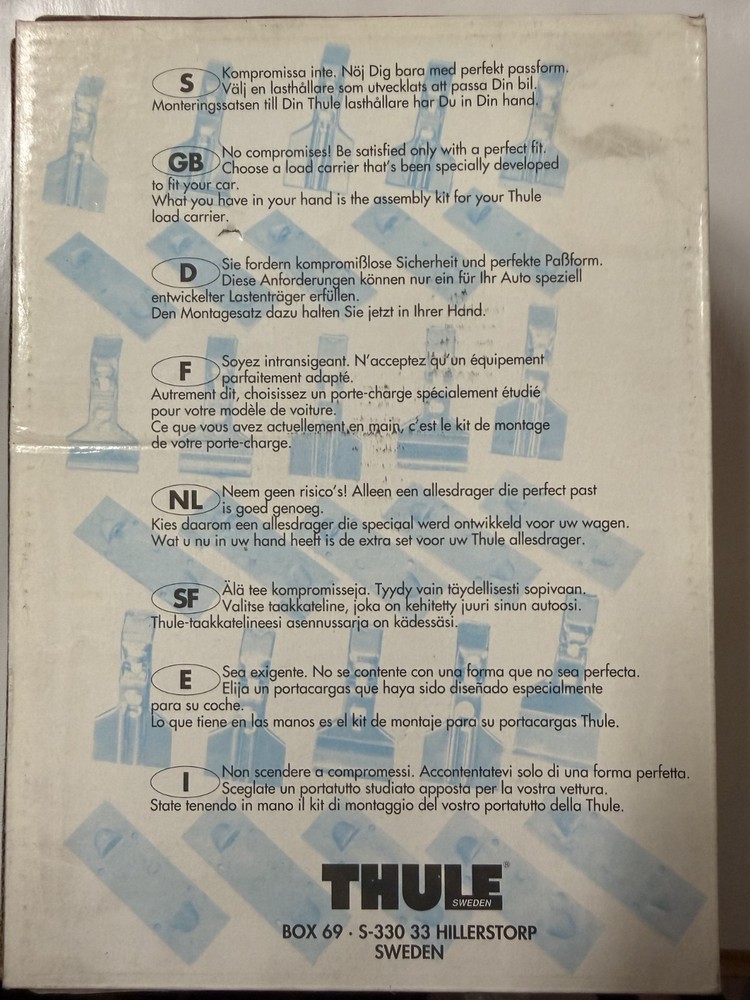 S Kompromissa inte. Nöj Dig bara med perfekt passform.
Välj en lasthållare som utvecklats att passa Din bil.
Monteringssatsen till Din Thule lasthållare har Du in Din hand.
GB No compromises! Be satisfied only with a perfect fit.
Choose a load carrier that's been specially developed
to fit your car.
What you have in your hand is the assembly kit for your Thule
load carrier.
D Sie fordern kompromißlose Sicherheit und perfekte Paßform.
Diese Anforderungen können nur ein für Ihr Auto speziell
entwickelter Lastenträger erfüllen.
Den Montagesatz dazu halten Sie jetzt in Ihrer Hand.
F Soyez intransigeant. N'acceptez qu'un équipement
parfaitement adapté.
Autrement dit, choisissez un porte-charge spécialement étudié
pour votre modèle de voiture.
Ce que vous avez actuellement en main, c'est le kit de montage
de votre porte-charge.
NL Neem geen risico's! Alleen een allesdrager die perfect past
is goed genoeg.
Kies daarom een allesdrager die speciaal werd ontwikkeld voor uw wagen.
Wat u nu in uw hand heeft is de extra set voor uw Thule allesdrager.
SF Älä tee kompromisseja. Tyydy vain täydellisesti sopivaan.
Valitse taakkateline, joka on kehitetty juuri sinun autoosi.
Thule-taakkatelineesi asennussarja on kädessäsi.
E Sea exigente. No se contente con una forma que no sea perfecta.
Elija un portacargas que haya sido diseñado especialmente
para su coche.
Lo que tiene en las manos es el kit de montaje para su portacargas Thule.
I Non scendere a compromessi. Accontentatevi solo di una forma perfetta.
Sceglate un portatutto studiato apposta per la vostra vettura.
State tenendo in mano il kit di montaggio del vostro portatutto della Thule.
THULE®
SWEDEN
BOX 69 · S-330 33 HILLERSTORP
SWEDEN